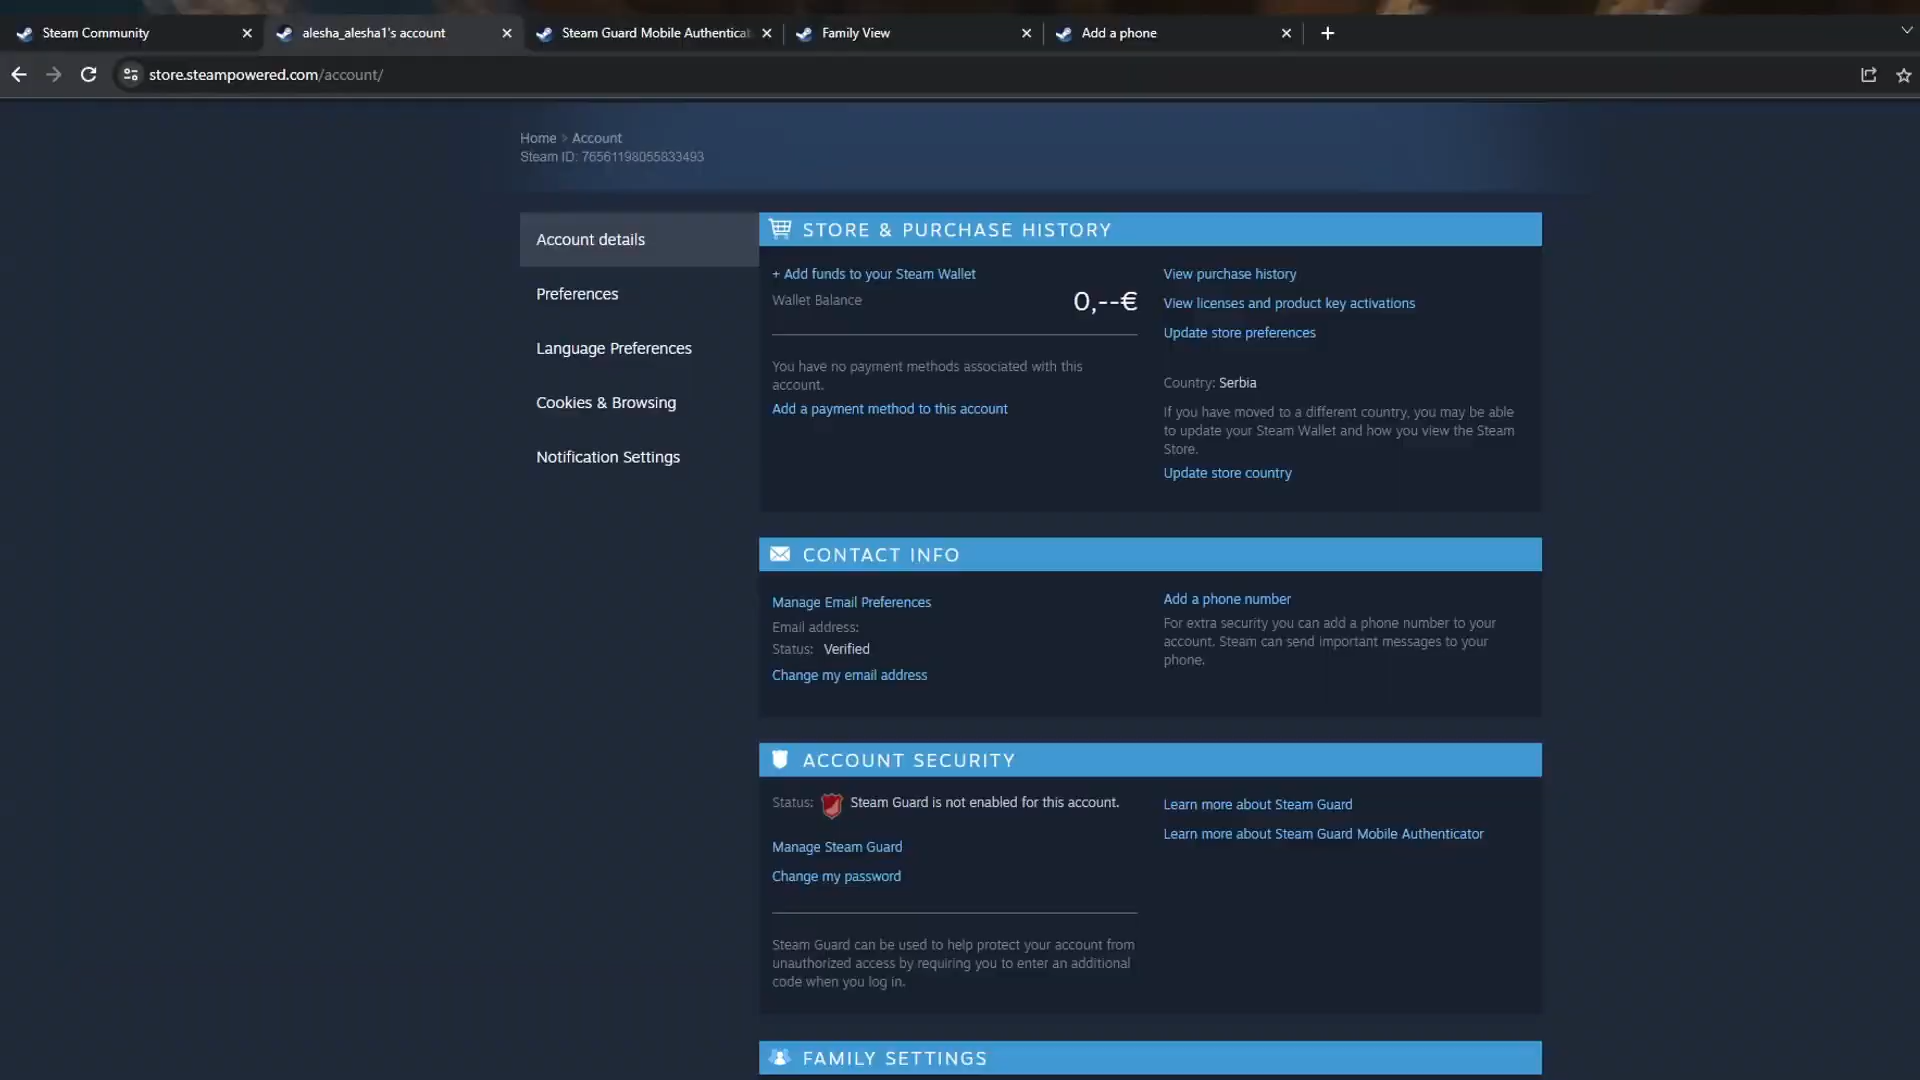 Steam Community
alesha_alesha1's account
Steam Guard Mobile Authenticat
Family View
Add a phone
store.steampowered.com/account/
Home > Account
Steam ID: 76561198055833493
Account details
Preferences
Language Preferences
Cookies & Browsing
Notification Settings
STORE & PURCHASE HISTORY
+ Add funds to your Steam Wallet
Wallet Balance 0,--€
You have no payment methods associated with this
account.
Add a payment method to this account
View purchase history
View licenses and product key activations
Update store preferences
Country: Serbia
If you have moved to a different country, you may be able
to update your Steam Wallet and how you view the Steam
Store.
Update store country
CONTACT INFO
Manage Email Preferences
Email address:
Status: Verified
Change my email address
Add a phone number
For extra security you can add a phone number to your
account. Steam can send important messages to your
phone.
ACCOUNT SECURITY
Status: Steam Guard is not enabled for this account.
Manage Steam Guard
Change my password
Steam Guard can be used to help protect your account from
unauthorized access by requiring you to enter an additional
code when you log in.
Learn more about Steam Guard
Learn more about Steam Guard Mobile Authenticator
FAMILY SETTINGS